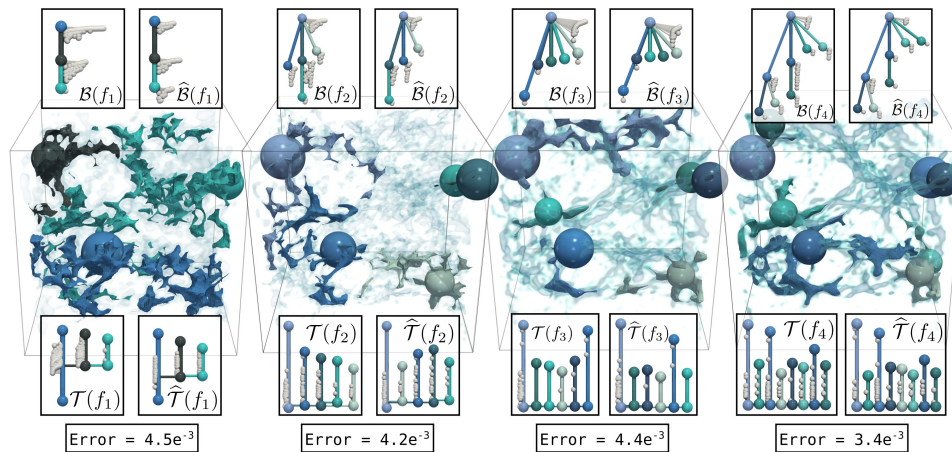 ℬ(f₁) ℬ̂(f₁) ℬ(f₂) ℬ̂(f₂) ℬ(f₃) ℬ̂(f₃) ℬ(f₄) ℬ̂(f₄)
𝒯(f₁) 𝒯̂(f₁) 𝒯(f₂) 𝒯̂(f₂) 𝒯(f₃) 𝒯̂(f₃) 𝒯(f₄) 𝒯̂(f₄)
Error = 4.5e⁻³ Error = 4.2e⁻³ Error = 4.4e⁻³ Error = 3.4e⁻³